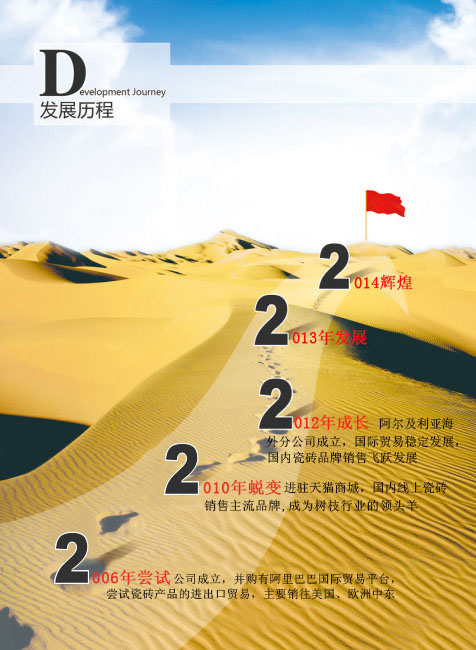 Development Journey
发展历程
2014辉煌
2013年发展
2012年成长 阿尔及利亚海
外分公司成立，国际贸易稳定发展，
国内瓷砖品牌销售飞跃发展
2010年蜕变 进驻天猫商城，国内线上瓷砖
销售主流品牌,成为树枝行业的领头羊
2006年尝试 公司成立，并购有阿里巴巴国际贸易平台，
尝试瓷砖产品的进出口贸易，主要销往美国、欧洲中东